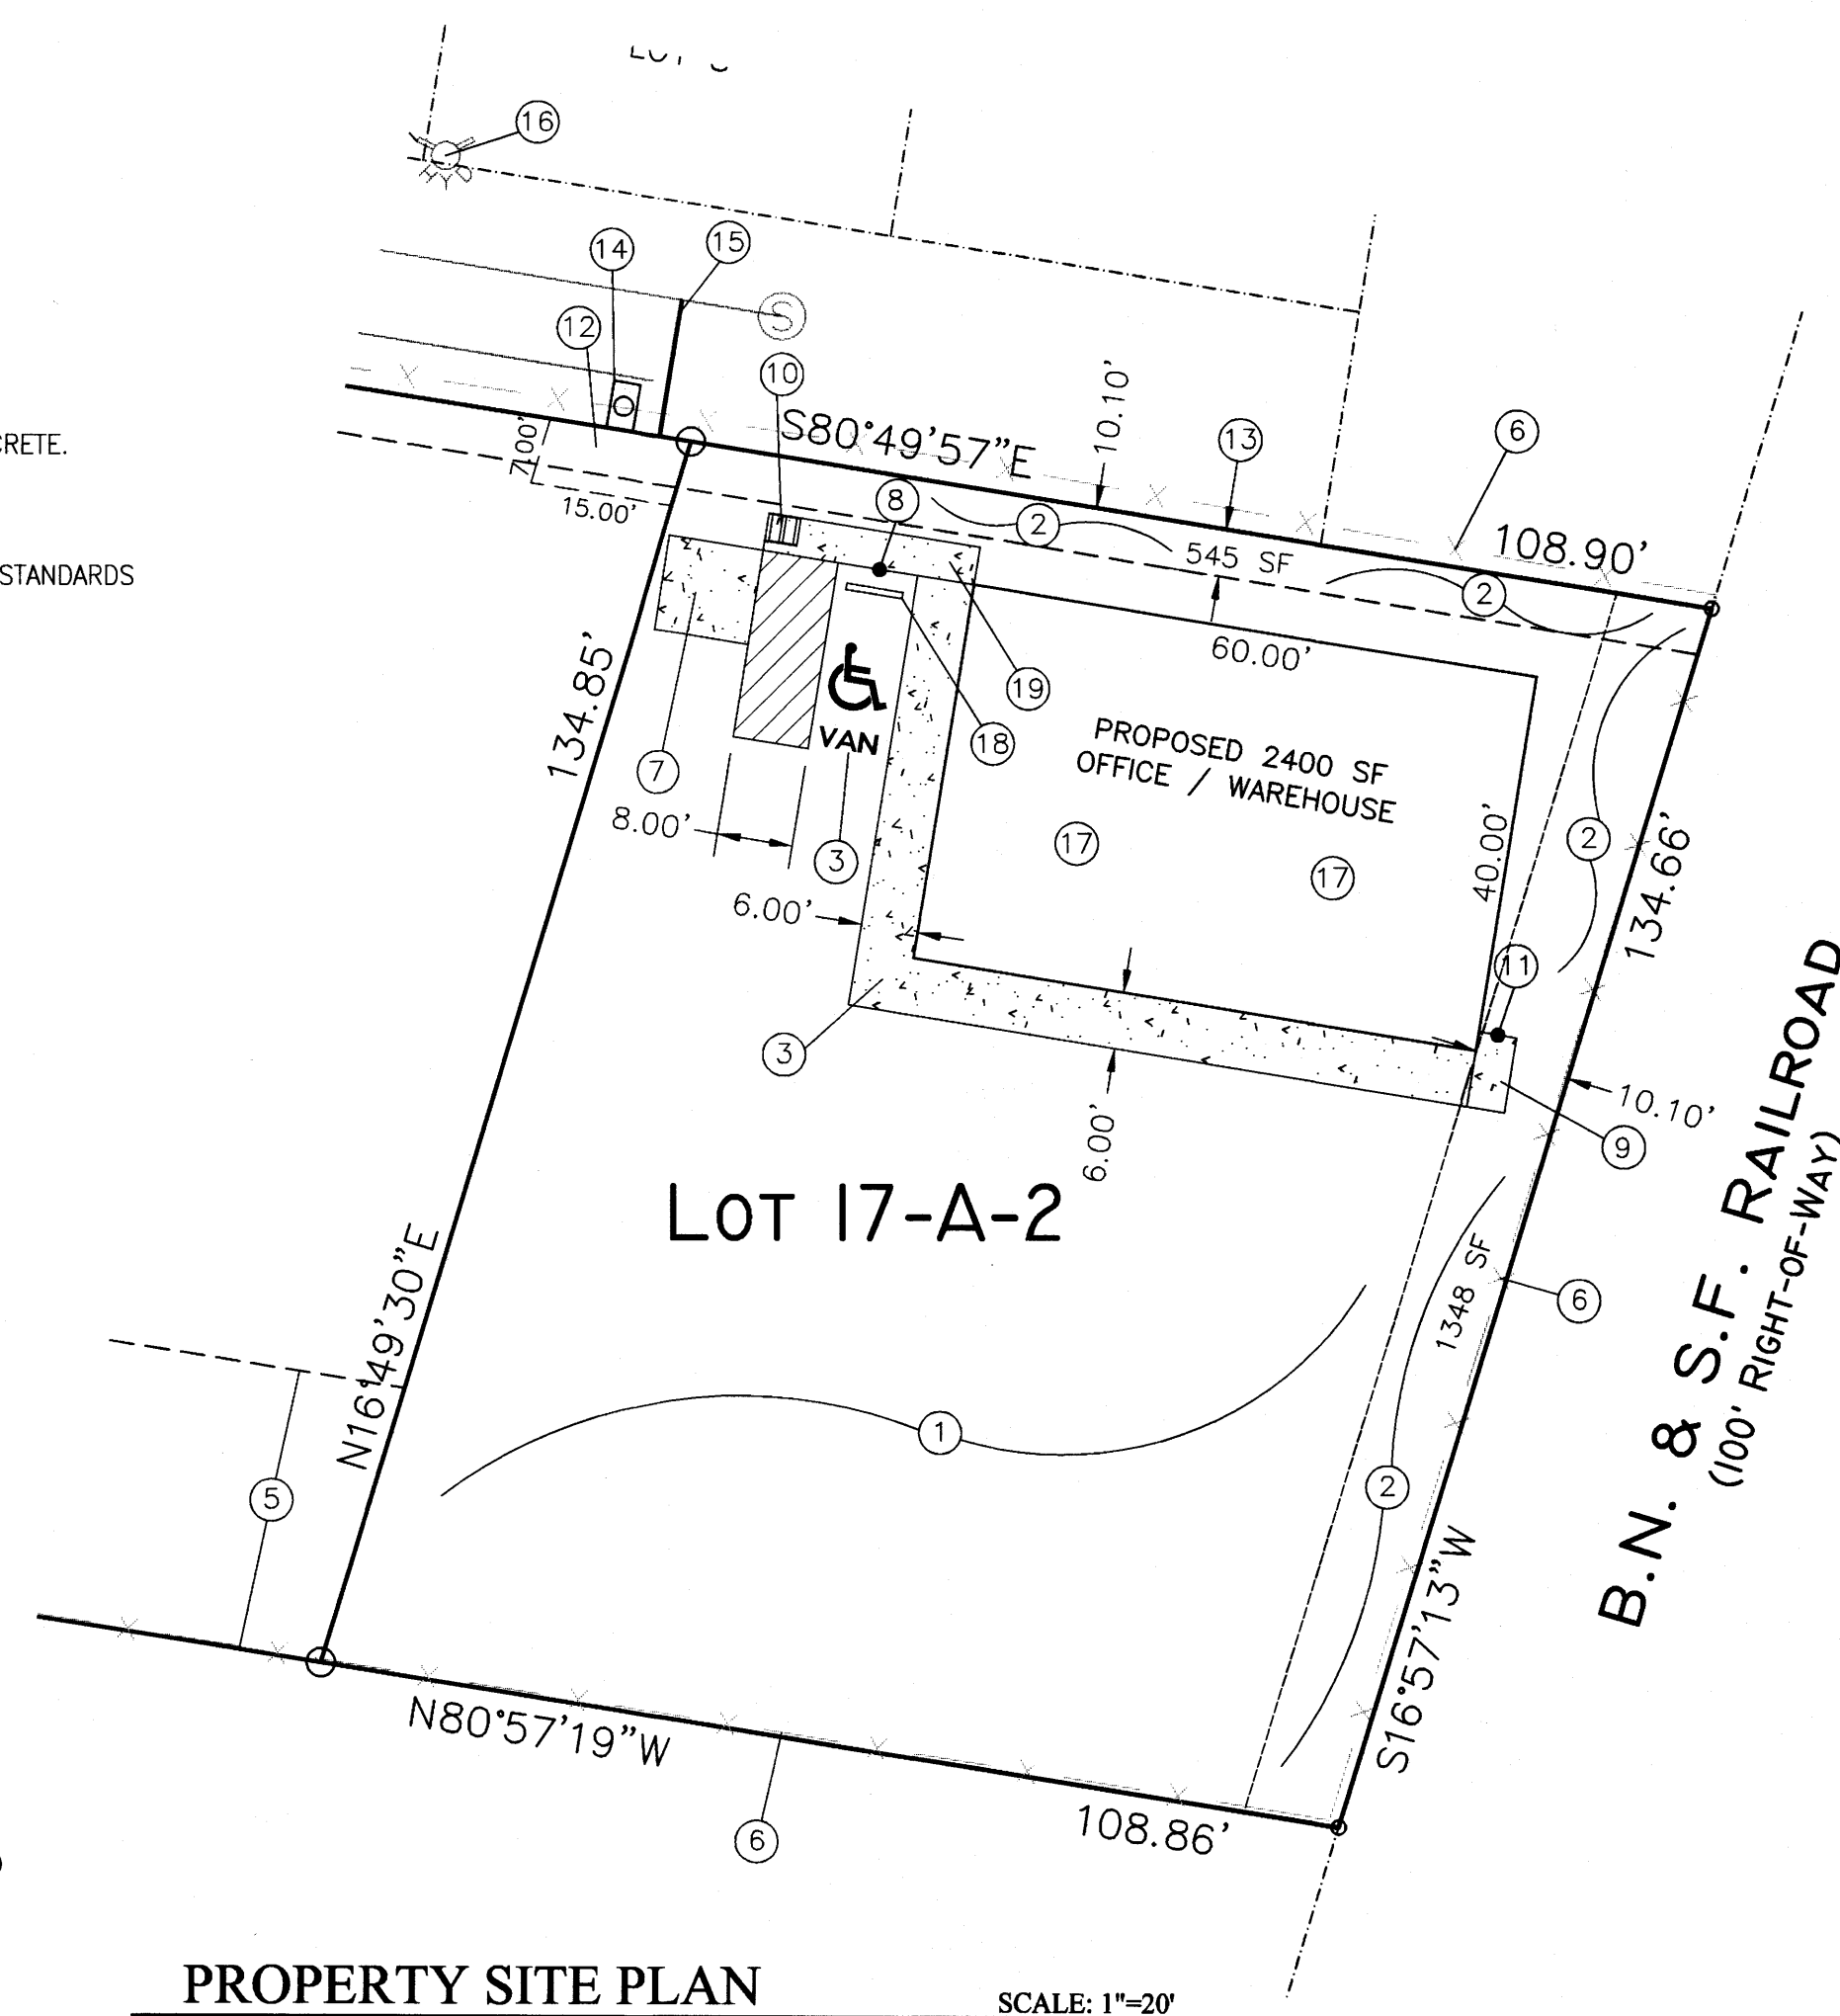 16
HYD
14
15
S
12
10
CRETE.
S80°49'57"E
10.10'
13
6
7.00'
15.00'
8
2
108.90'
545 SF
2
STANDARDS
60.00'
134.85'
19
VAN
18
7
PROPOSED 2400 SF
OFFICE / WAREHOUSE
8.00'
3
17
17
40.00'
2
134.66'
6.00'
11
3
10.10'
6.00'
9
LOT 17-A-2
B.N. & S.F. RAILROAD
(100' RIGHT-OF-WAY)
N16°49'30"E
1348 SF
6
1
5
2
N80°57'19"W
S16°57'13"W
6
108.86'
PROPERTY SITE PLAN
SCALE: 1"=20'